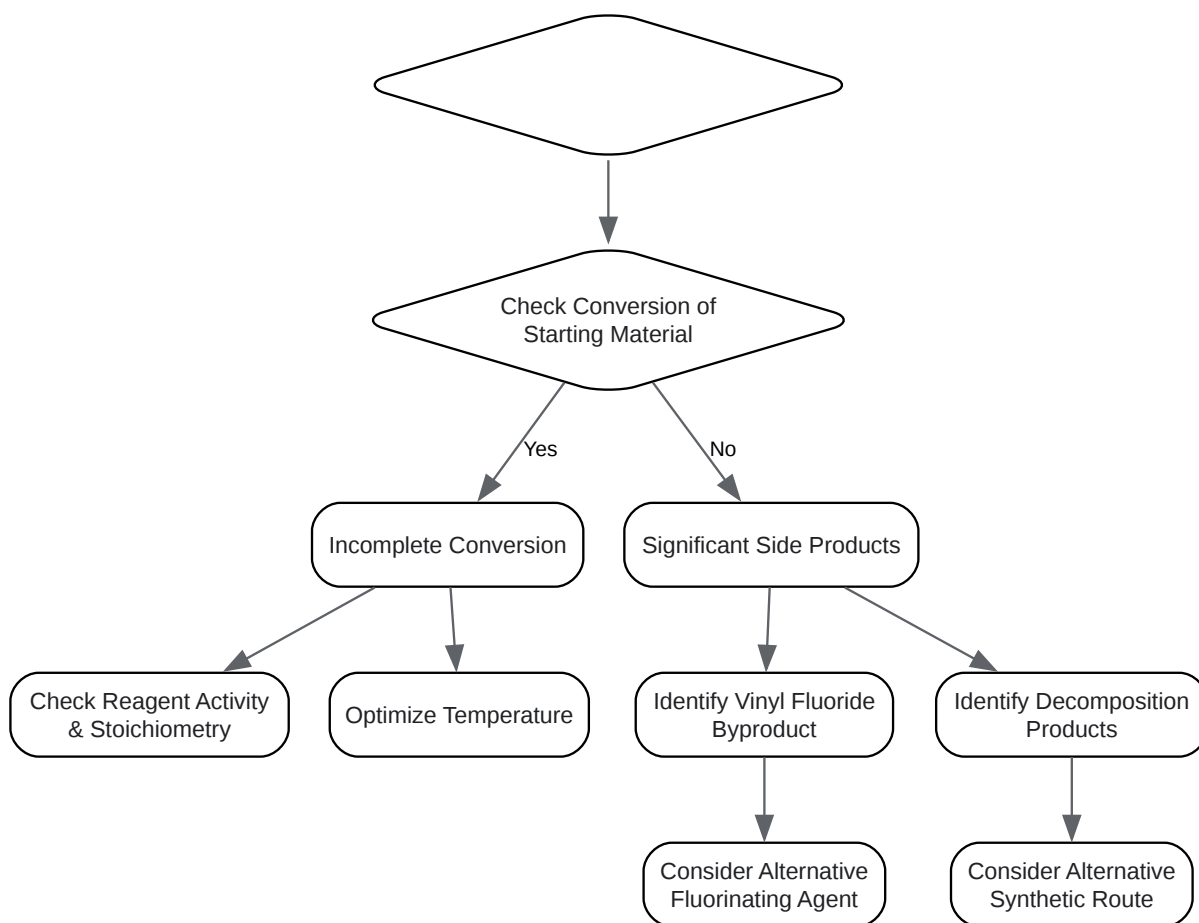 Check Conversion of
Starting Material
Yes
No
Incomplete Conversion
Significant Side Products
Check Reagent Activity
& Stoichiometry
Optimize Temperature
Identify Vinyl Fluoride
Byproduct
Identify Decomposition
Products
Consider Alternative
Fluorinating Agent
Consider Alternative
Synthetic Route